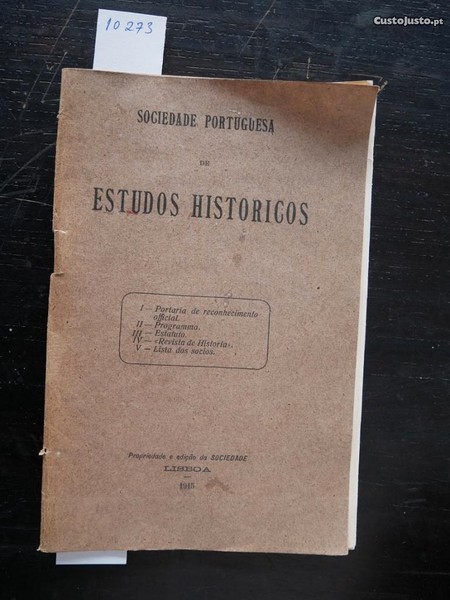 10273
CustoJusto.pt
SOCIEDADE PORTUGUESA
DE
ESTUDOS HISTORICOS
I — Portaria de reconhecimento
official.
II — Programma.
III — Estatuto.
IV — «Revista de Historia».
V — Lista dos socios.
Propriedade e edição da SOCIEDADE
LISBOA